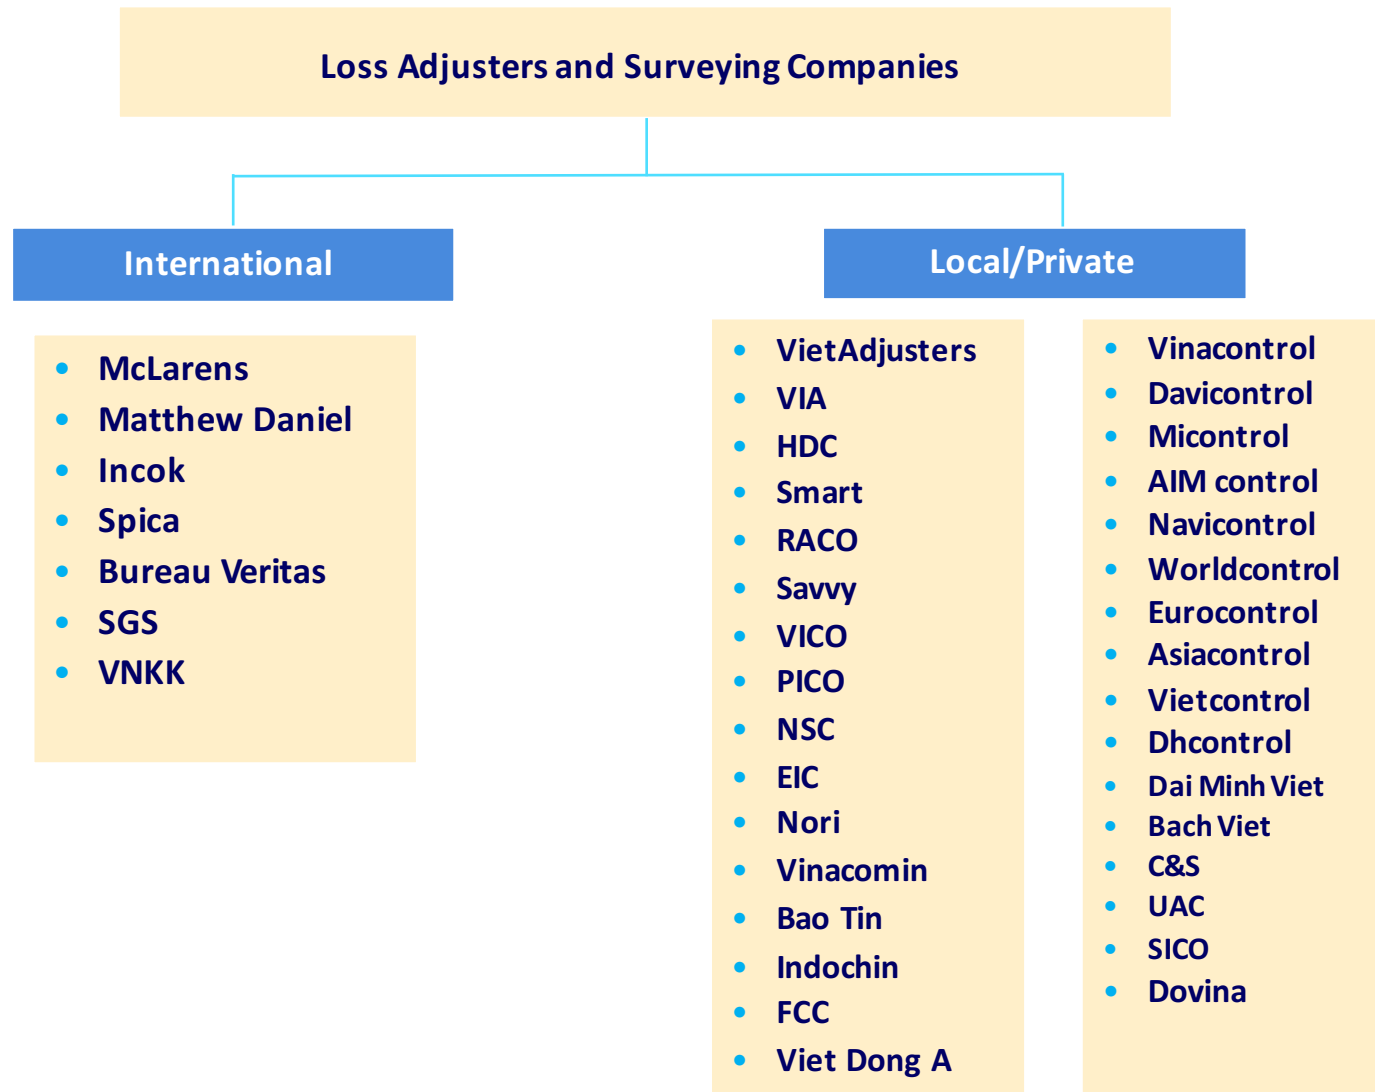 Loss Adjusters and Surveying Companies
International
McLarens
Matthew Daniel
Incok
Spica
Bureau Veritas
SGS
VNKK
Local/Private
VietAdjusters
VIA
HDC
Smart
RACO
Savvy
VICO
PICO
NSC
EIC
Nori
Vinacomin
Bao Tin
Indochin
FCC
Viet Dong A
Vinacontrol
Davicontrol
Micontrol
AIM control
Navicontrol
Worldcontrol
Eurocontrol
Asiacontrol
Vietcontrol
Dhcontrol
Dai Minh Viet
Bach Viet
C&S
UAC
SICO
Dovina